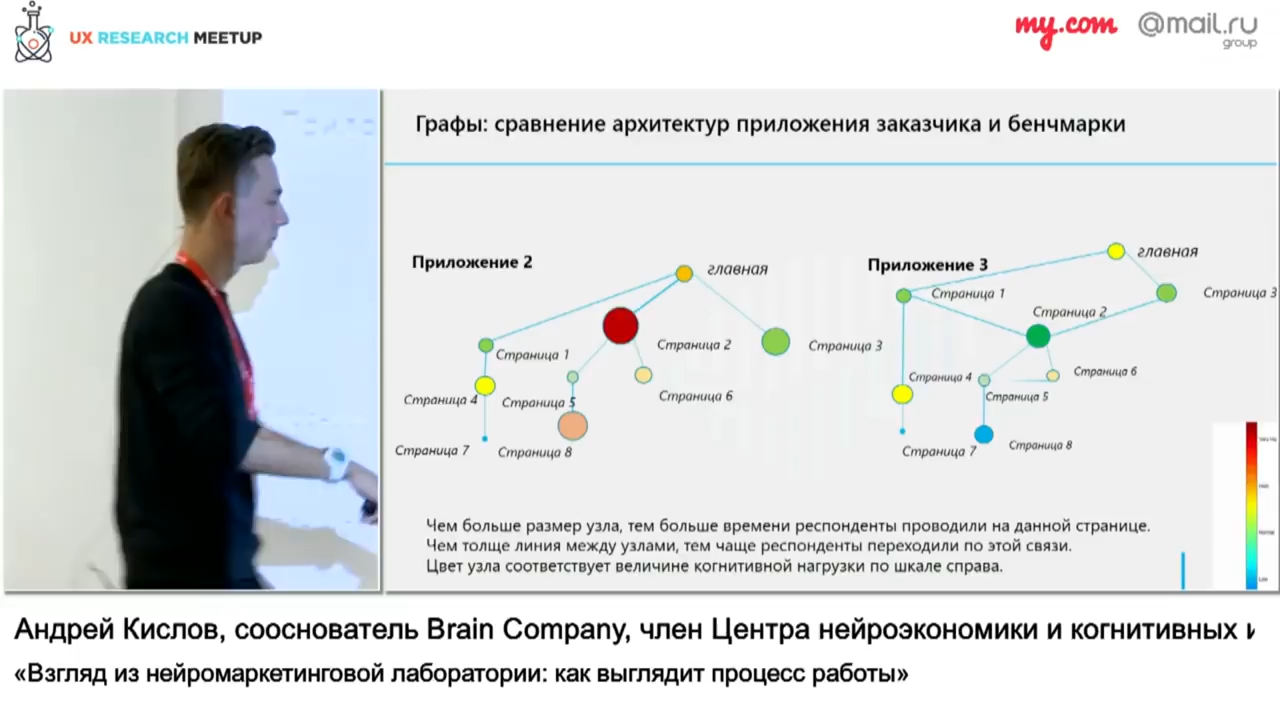 UX RESEARCH MEETUP
my.com @mail.ru
group
Графы: сравнение архитектур приложения заказчика и бенчмарки
Приложение 2
главная
Страница 1
Страница 2
Страница 3
Страница 4
Страница 5
Страница 6
Страница 7
Страница 8
Приложение 3
главная
Страница 1
Страница 3
Страница 2
Страница 4
Страница 6
Страница 5
Страница 7
Страница 8
Чем больше размер узла, тем больше времени респонденты проводили на данной странице.
Чем толще линия между узлами, тем чаще респонденты переходили по этой связи.
Цвет узла соответствует величине когнитивной нагрузки по шкале справа.
Андрей Кислов, сооснователь Brain Company, член Центра нейроэкономики и когнитивных и
«Взгляд из нейромаркетинговой лаборатории: как выглядит процесс работы»